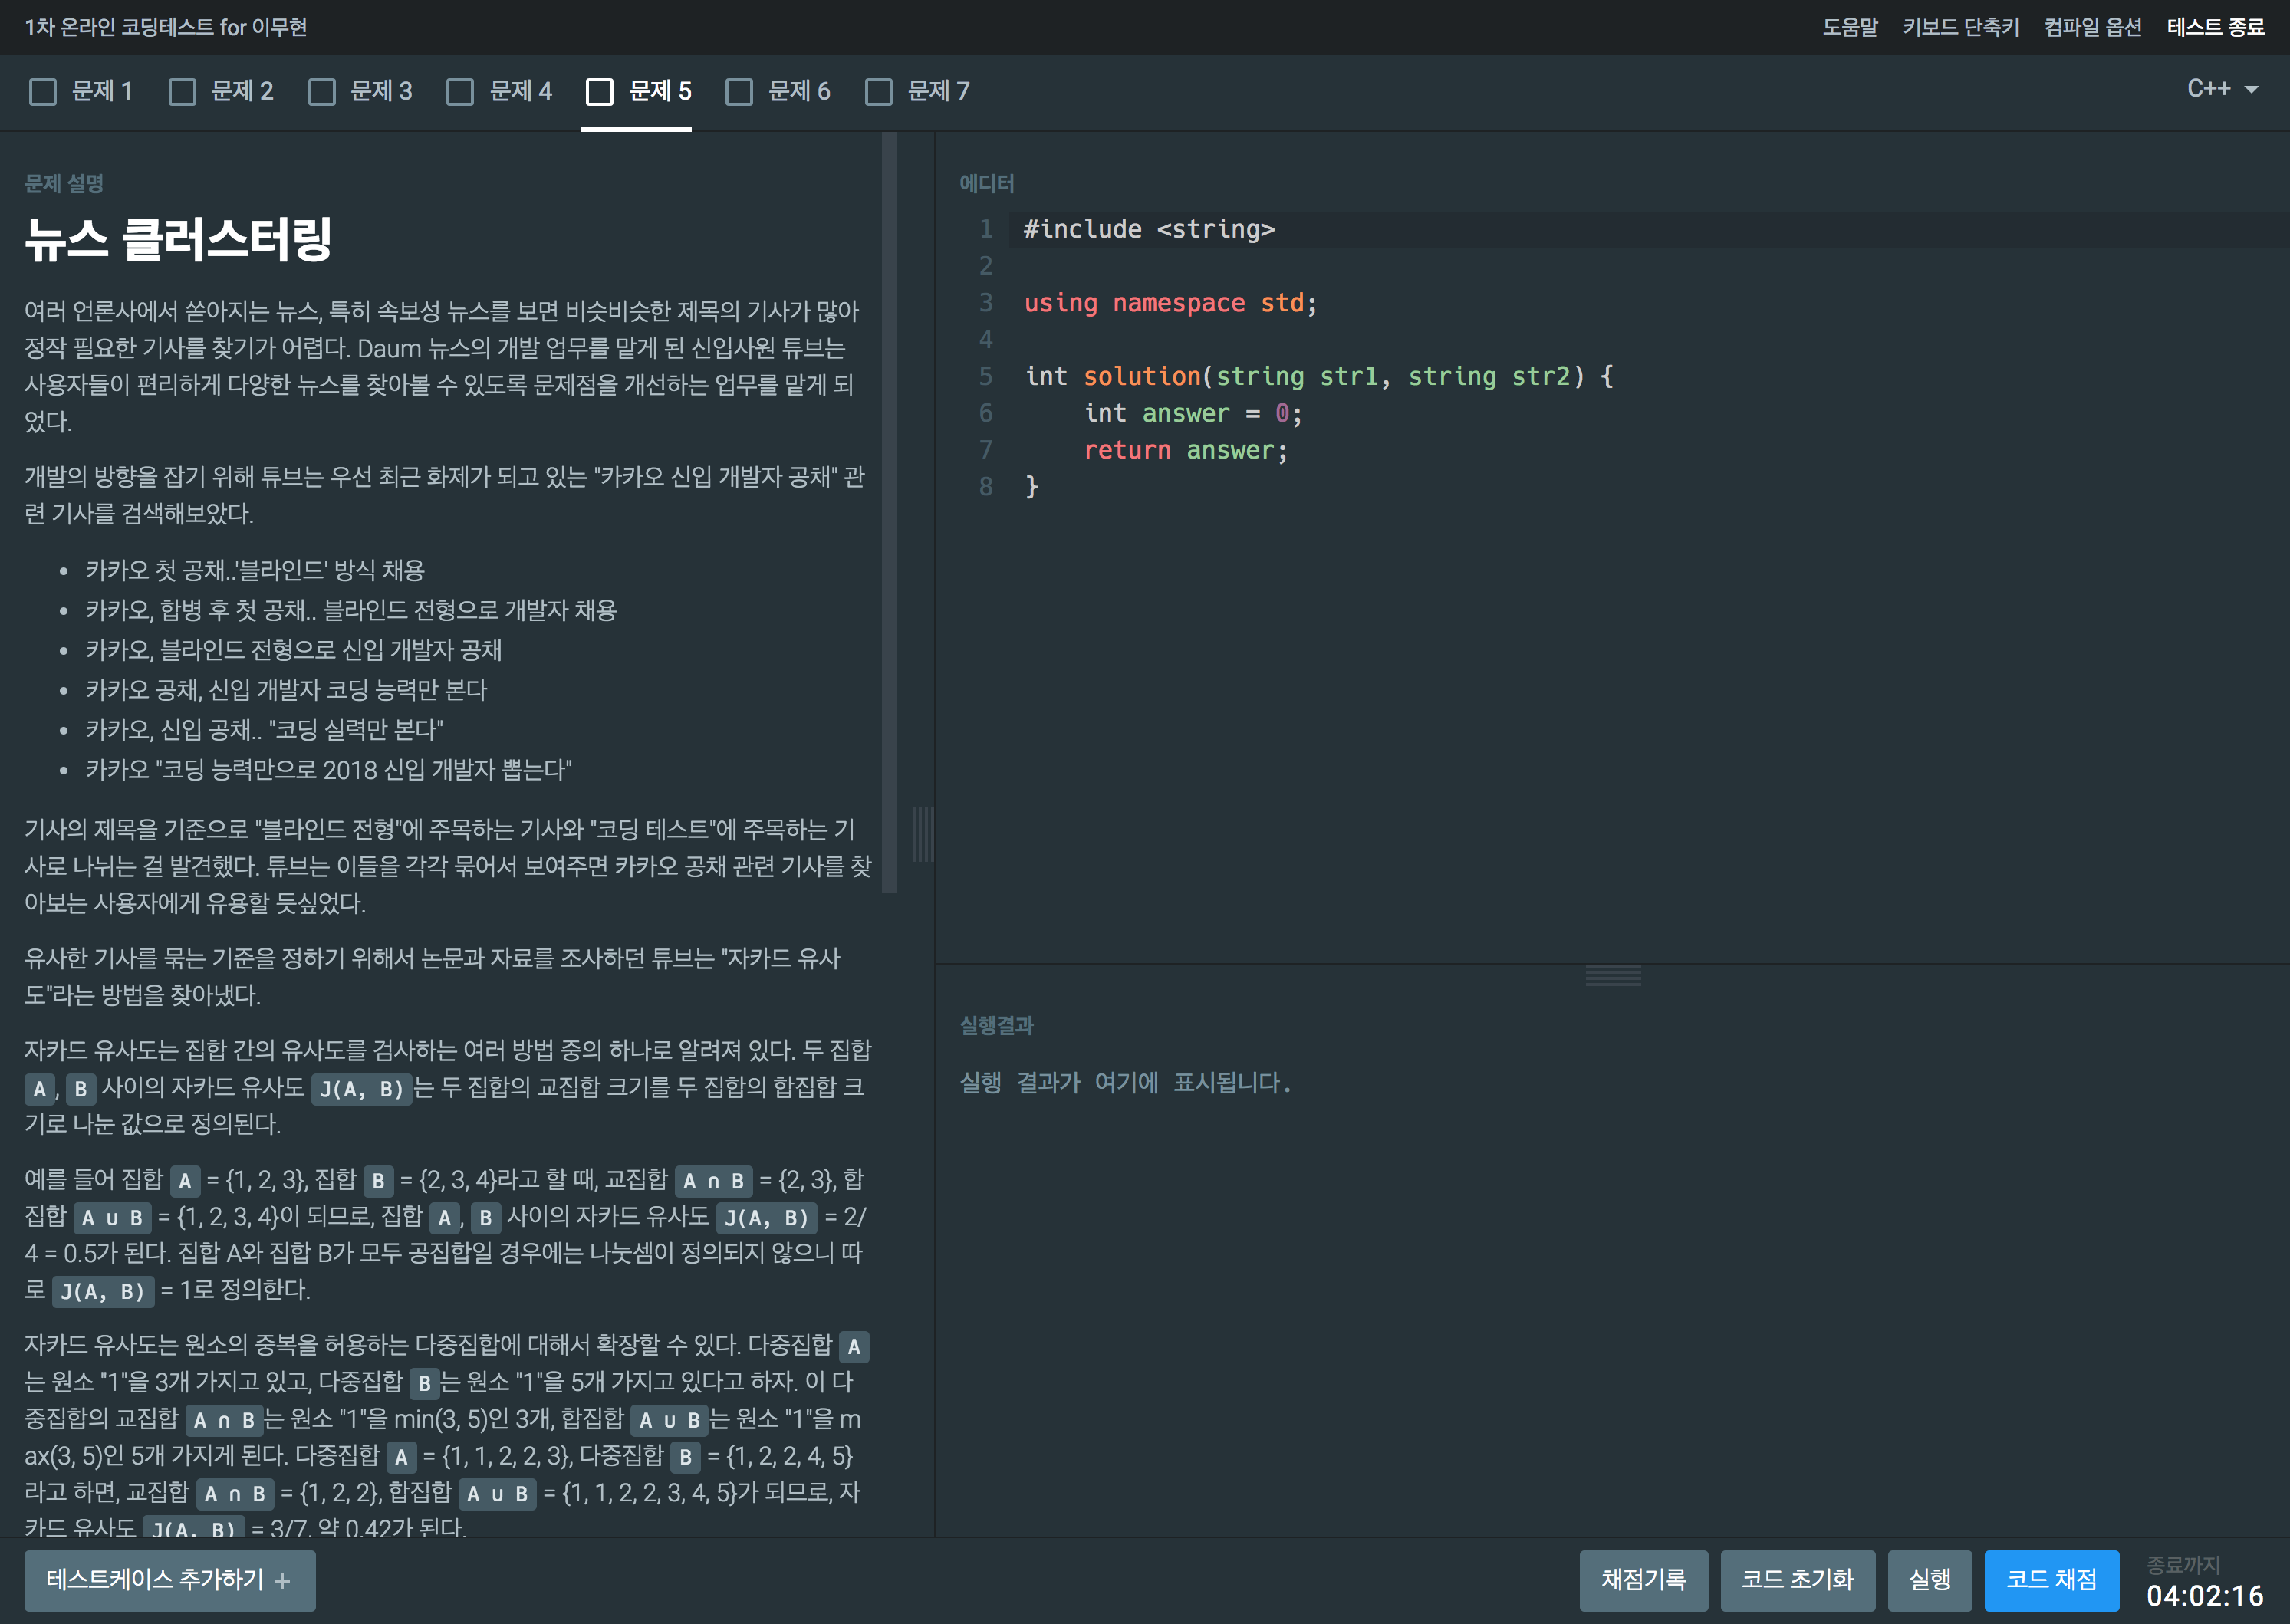 1차 온라인 코딩테스트 for 이무현
도움말 키보드 단축키 컴파일 옵션 테스트 종료
문제 1 문제 2 문제 3 문제 4 문제 5 문제 6 문제 7
C++
문제 설명
뉴스 클러스터링
여러 언론사에서 쏟아지는 뉴스, 특히 속보성 뉴스를 보면 비슷비슷한 제목의 기사가 많아
정작 필요한 기사를 찾기가 어렵다. Daum 뉴스의 개발 업무를 맡게 된 신입사원 튜브는
사용자들이 편리하게 다양한 뉴스를 찾아볼 수 있도록 문제점을 개선하는 업무를 맡게 되
었다.
개발의 방향을 잡기 위해 튜브는 우선 최근 화제가 되고 있는 "카카오 신입 개발자 공채" 관
련 기사를 검색해보았다.
• 카카오 첫 공채..'블라인드' 방식 채용
• 카카오, 합병 후 첫 공채.. 블라인드 전형으로 개발자 채용
• 카카오, 블라인드 전형으로 신입 개발자 공채
• 카카오 공채, 신입 개발자 코딩 능력만 본다
• 카카오, 신입 공채.. "코딩 실력만 본다"
• 카카오 "코딩 능력만으로 2018 신입 개발자 뽑는다"
기사의 제목을 기준으로 "블라인드 전형"에 주목하는 기사와 "코딩 테스트"에 주목하는 기
사로 나뉘는 걸 발견했다. 튜브는 이들을 각각 묶어서 보여주면 카카오 공채 관련 기사를 찾
아보는 사용자에게 유용할 듯싶었다.
유사한 기사를 묶는 기준을 정하기 위해서 논문과 자료를 조사하던 튜브는 "자카드 유사
도"라는 방법을 찾아냈다.
자카드 유사도는 집합 간의 유사도를 검사하는 여러 방법 중의 하나로 알려져 있다. 두 집합
A, B 사이의 자카드 유사도 J(A, B)는 두 집합의 교집합 크기를 두 집합의 합집합 크
기로 나눈 값으로 정의된다.
예를 들어 집합 A = {1, 2, 3}, 집합 B = {2, 3, 4}라고 할 때, 교집합 A ∩ B = {2, 3}, 합
집합 A ∪ B = {1, 2, 3, 4}이 되므로, 집합 A, B 사이의 자카드 유사도 J(A, B) = 2/
4 = 0.5가 된다. 집합 A와 집합 B가 모두 공집합일 경우에는 나눗셈이 정의되지 않으니 따
로 J(A, B) = 1로 정의한다.
자카드 유사도는 원소의 중복을 허용하는 다중집합에 대해서 확장할 수 있다. 다중집합 A
는 원소 "1"을 3개 가지고 있고, 다중집합 B는 원소 "1"을 5개 가지고 있다고 하자. 이 다
중집합의 교집합 A ∩ B는 원소 "1"을 min(3, 5)인 3개, 합집합 A ∪ B는 원소 "1"을 m
ax(3, 5)인 5개 가지게 된다. 다중집합 A = {1, 1, 2, 2, 3}, 다중집합 B = {1, 2, 2, 4, 5}
라고 하면, 교집합 A ∩ B = {1, 2, 2}, 합집합 A ∪ B = {1, 1, 2, 2, 3, 4, 5}가 되므로, 자
카드 유사도 J(A, B) = 3/7, 약 0.42가 된다.
에디터
1 #include <string>
2
3 using namespace std;
4
5 int solution(string str1, string str2) {
6 int answer = 0;
7 return answer;
8 }
실행결과
실행 결과가 여기에 표시됩니다.
테스트케이스 추가하기 +
채점기록 코드 초기화 실행 코드 채점
종료까지
04:02:16